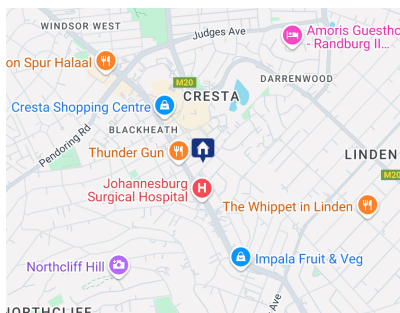 WINDSOR WEST
Judges Ave
Amoris Guestho
- Randburg II...
on Spur Halaal
DARRENWOOD
M20
CRESTA
Cresta Shopping Centre
Pendoring Rd
BLACKHEATH
Thunder Gun
LINDEN
M20
Johannesburg
Surgical Hospital
H
The Whippet in Linden
Northcliff Hill
Impala Fruit & Veg
NORTHCLIFF
Ave